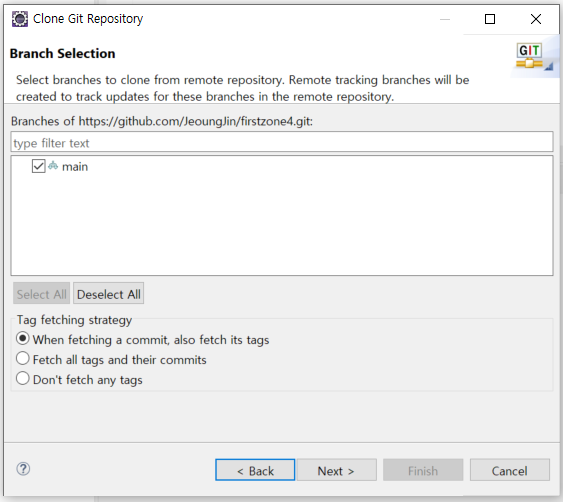 Clone Git Repository
Branch Selection
GIT
Select branches to clone from remote repository. Remote tracking branches will be
created to track updates for these branches in the remote repository.
Branches of https://github.com/JeoungJin/firstzone4.git:
type filter text
main
Select All
Deselect All
Tag fetching strategy
When fetching a commit, also fetch its tags
Fetch all tags and their commits
Don't fetch any tags
?
< Back
Next >
Finish
Cancel